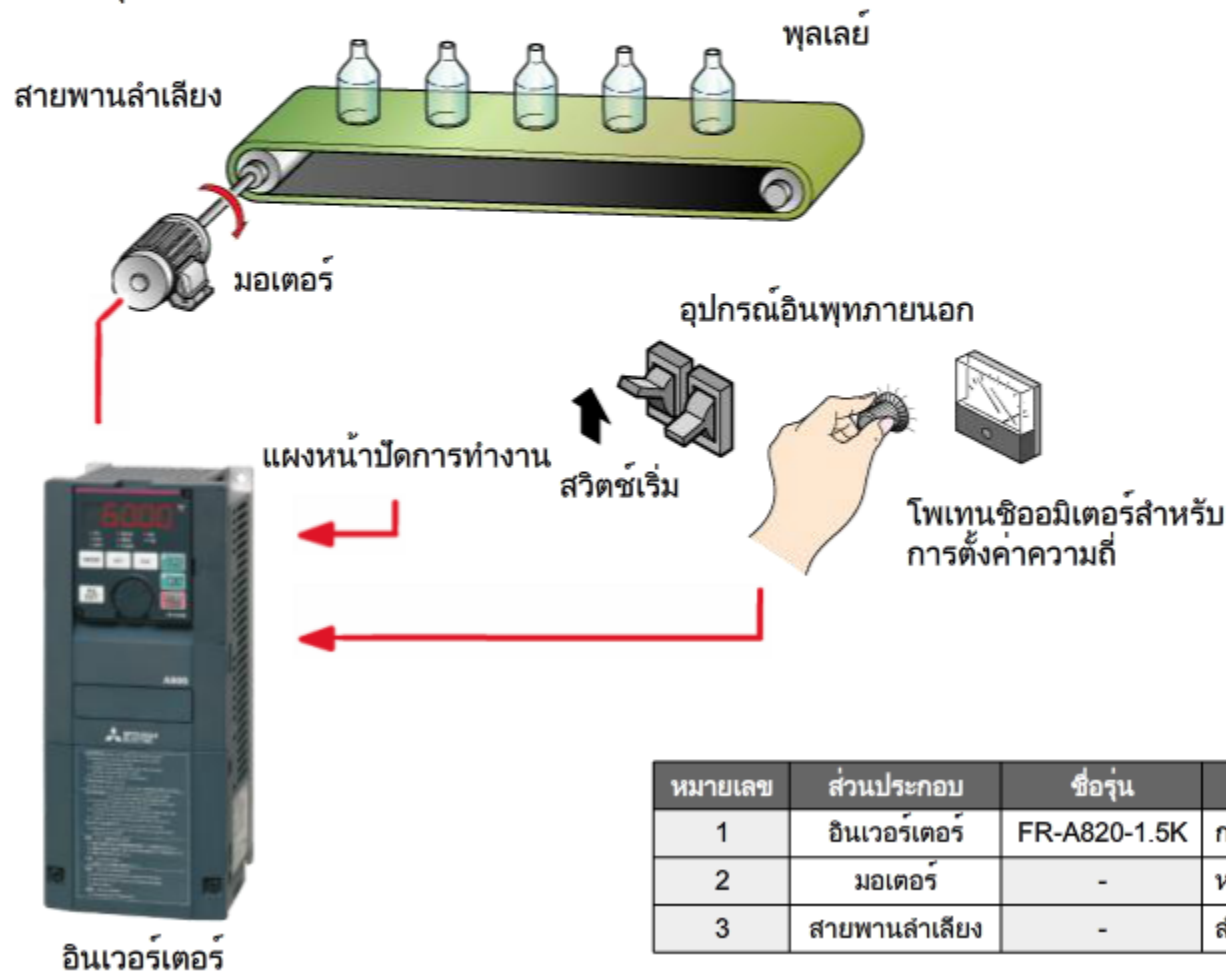 พุลเลย์
สายพานลำเลียง
มอเตอร์
อุปกรณ์อินพุทภายนอก
แผงหน้าปัดการทำงาน
สวิตช์เริ่ม
โพเทนชิออมิเตอร์สำหรับ
การตั้งค่าความถี่
A800
MITSUBISHI
ELECTRIC
อินเวอร์เตอร์
หมายเลข ส่วนประกอบ ชื่อรุ่น
1 อินเวอร์เตอร์ FR-A820-1.5K
2 มอเตอร์ -
3 สายพานลำเลียง -